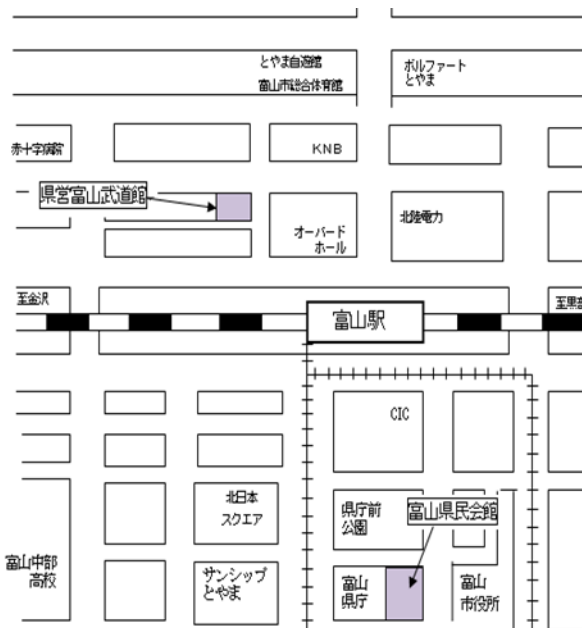 とやま自遊館
富山市総合体育館
ボルファート
とやま
赤十字病院
KNB
県営富山武道館
オーバード
ホール
北陸電力
至金沢
富山駅
至黒部
CIC
北日本
スクエア
県庁前
公園
富山県民会館
富山中部
高校
サンシップ
とやま
富山
県庁
富山
市役所